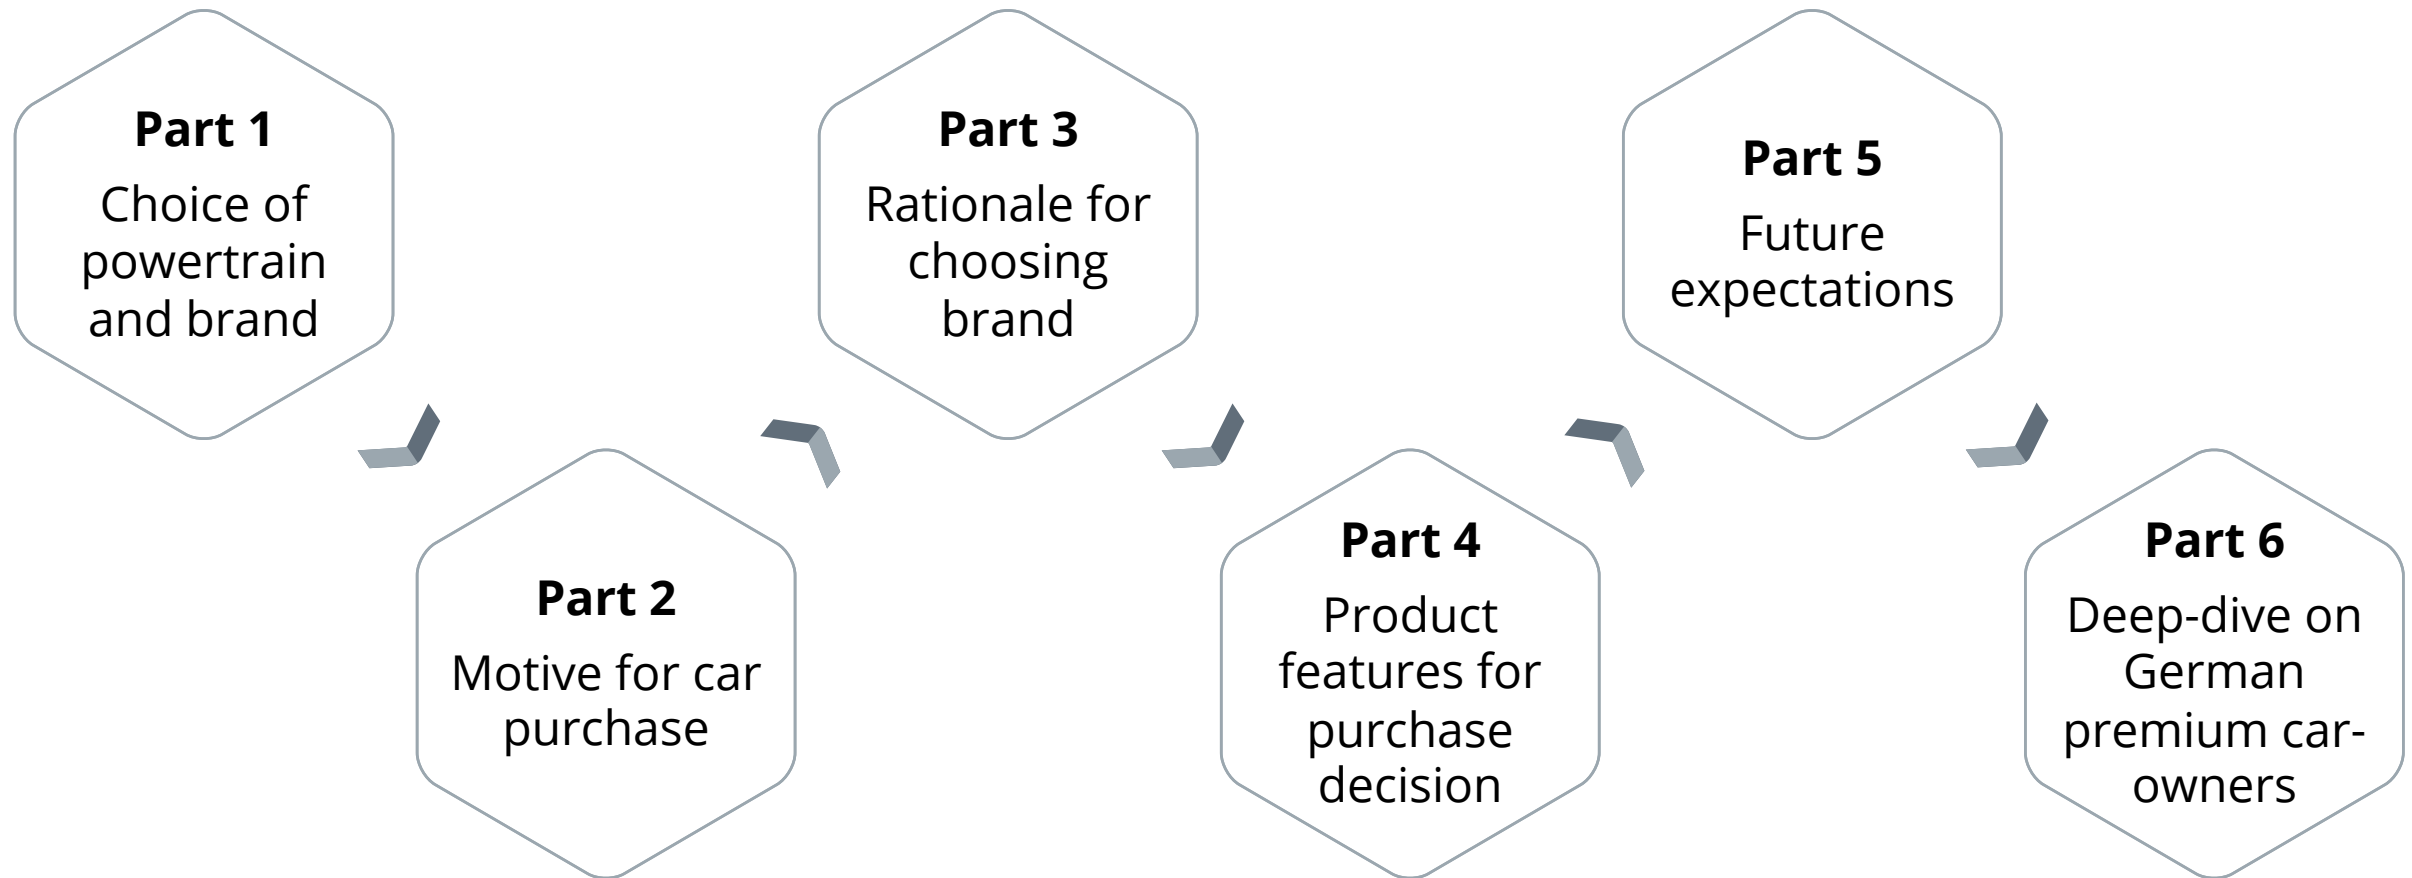 Part 1
Choice of
powertrain
and brand
Part 2
Motive for car
purchase
Part 3
Rationale for
choosing
brand
Part 4
Product
features for
purchase
decision
Part 5
Future
expectations
Part 6
Deep-dive on
German
premium car-
owners